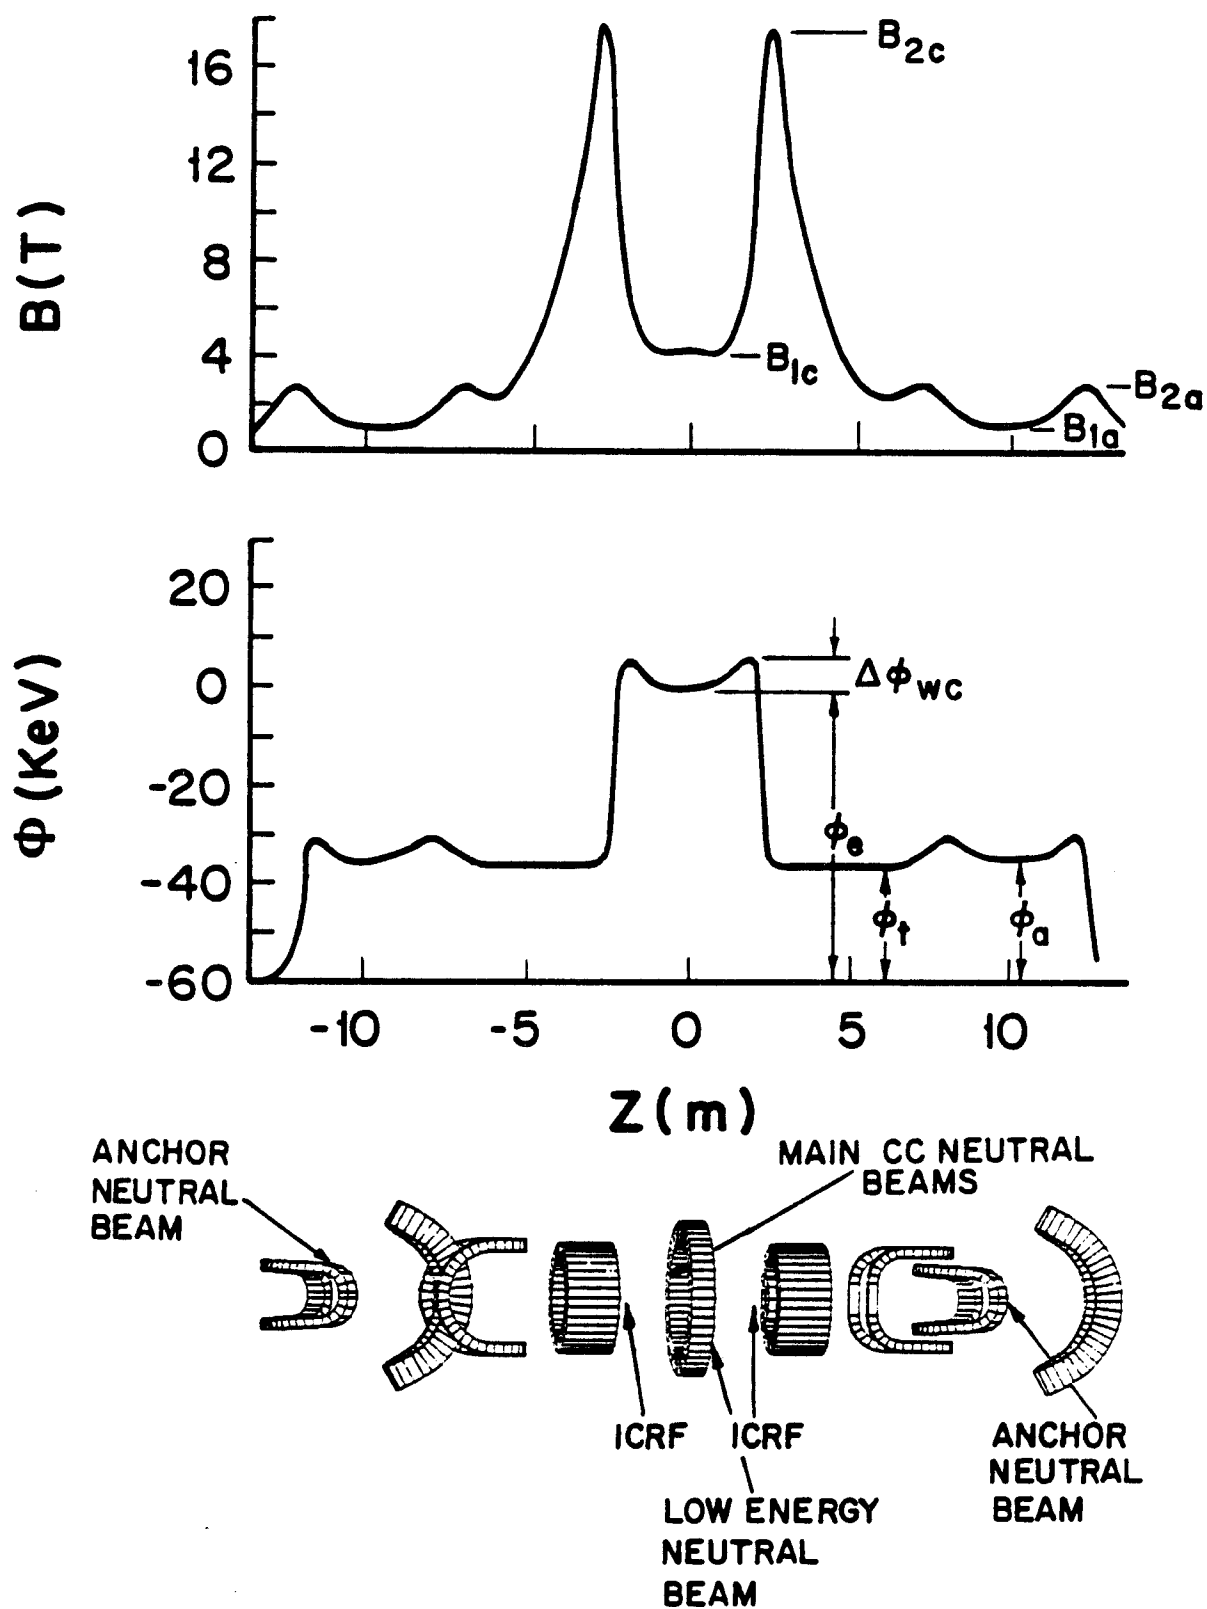 B(T)
16
12
8
4
0
B2c
B1c
B2a
B1a
Φ(KeV)
20
0
-20
-40
-60
Δϕwc
ϕe
ϕt
ϕa
-10 -5 0 5 10
Z(m)
ANCHOR
NEUTRAL
BEAM
MAIN CC NEUTRAL
BEAMS
ICRF ICRF
LOW ENERGY
NEUTRAL
BEAM
ANCHOR
NEUTRAL
BEAM